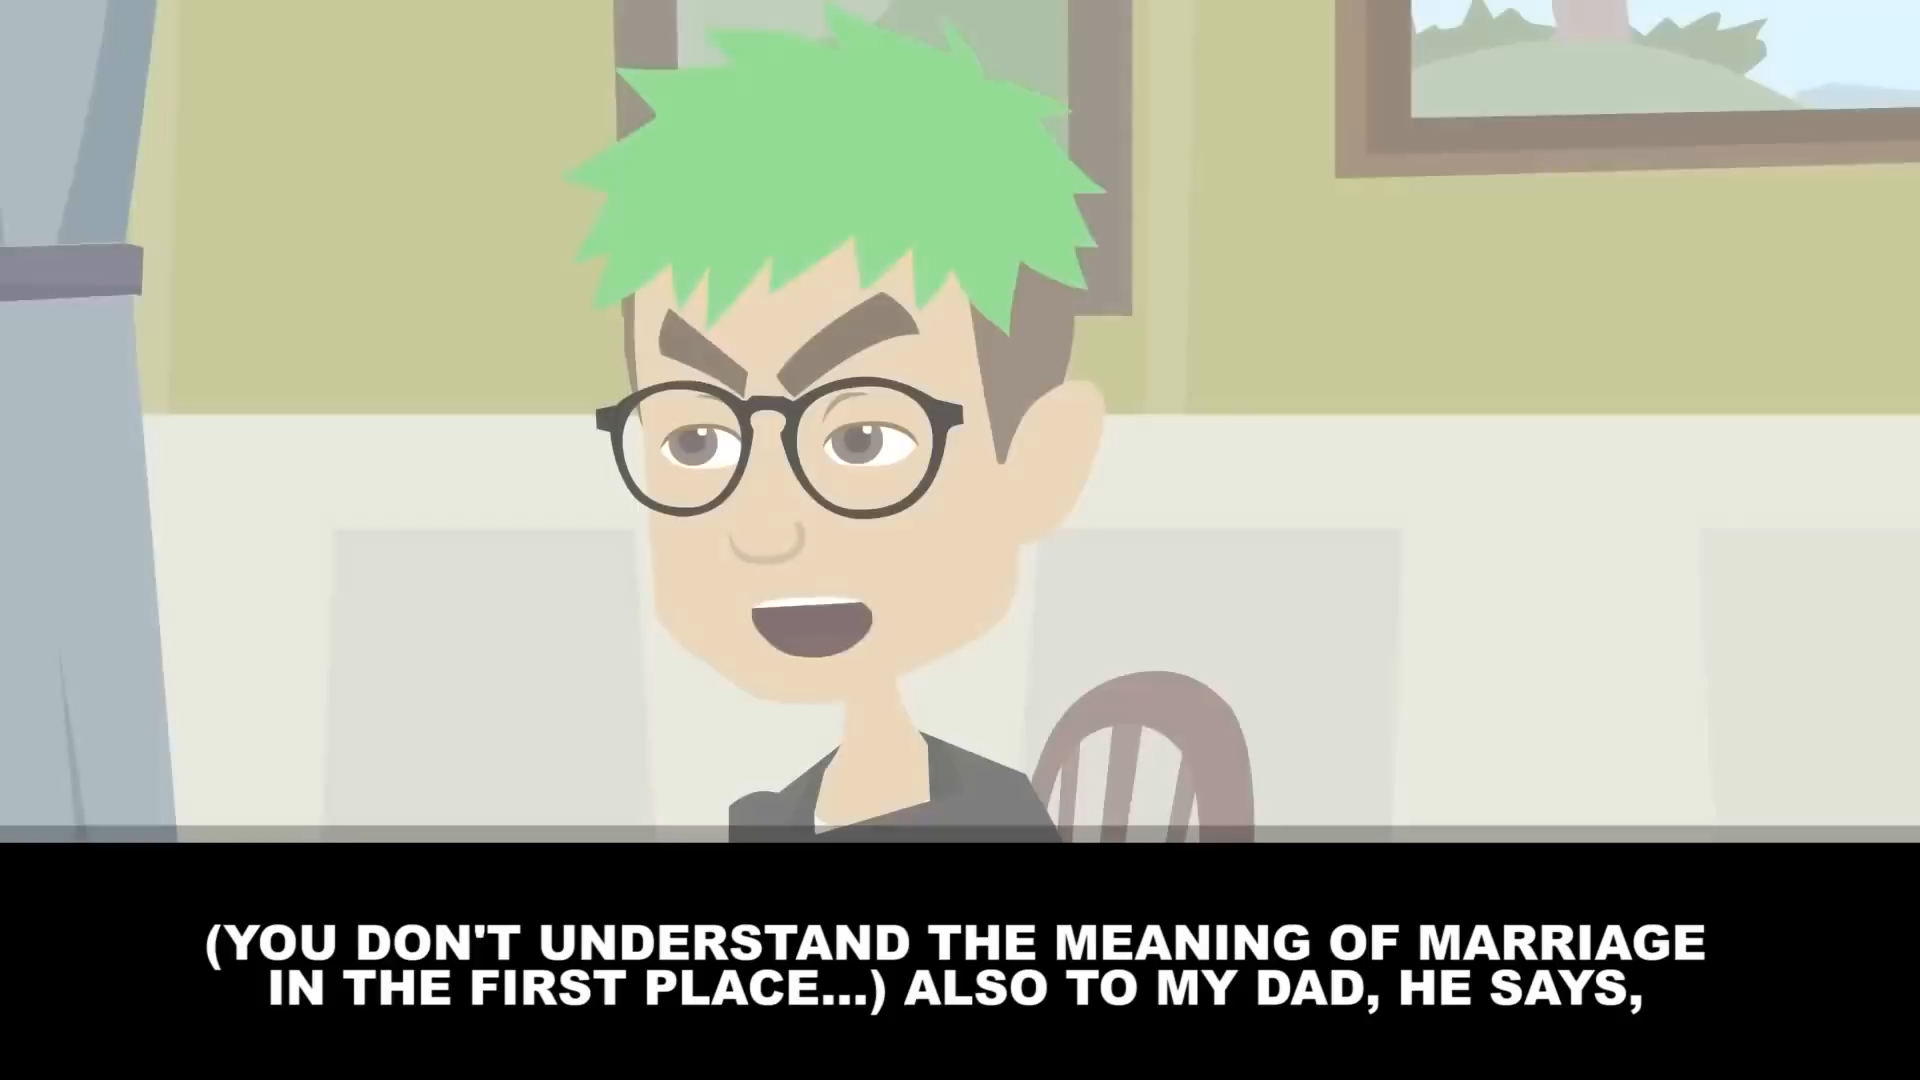 (YOU DON'T UNDERSTAND THE MEANING OF MARRIAGE
IN THE FIRST PLACE...) ALSO TO MY DAD, HE SAYS,